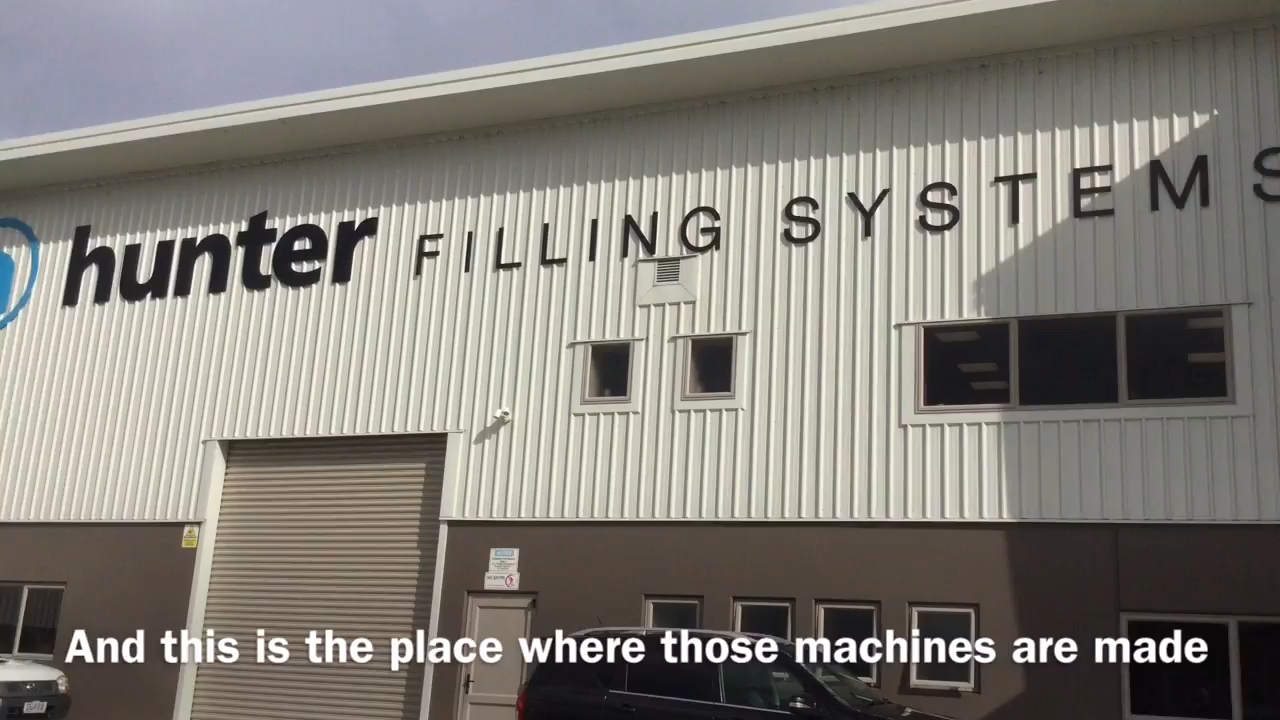 hunter FILLING SYSTEMS
And this is the place where those machines are made